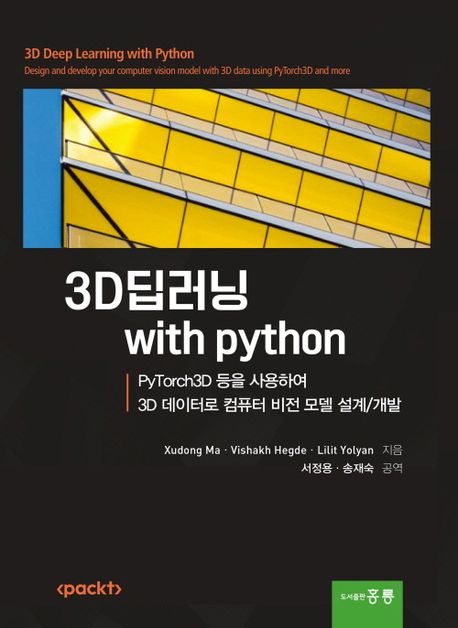 3D Deep Learning with Python
Design and develop your computer vision model with 3D data using PyTorch3D and more
3D딥러닝
with python
PyTorch3D 등을 사용하여
3D 데이터로 컴퓨터 비전 모델 설계/개발
Xudong Ma · Vishakh Hegde · Lilit Yolyan 지음
서정용 · 송재숙 공역
<packt>
도서출판 홍릉